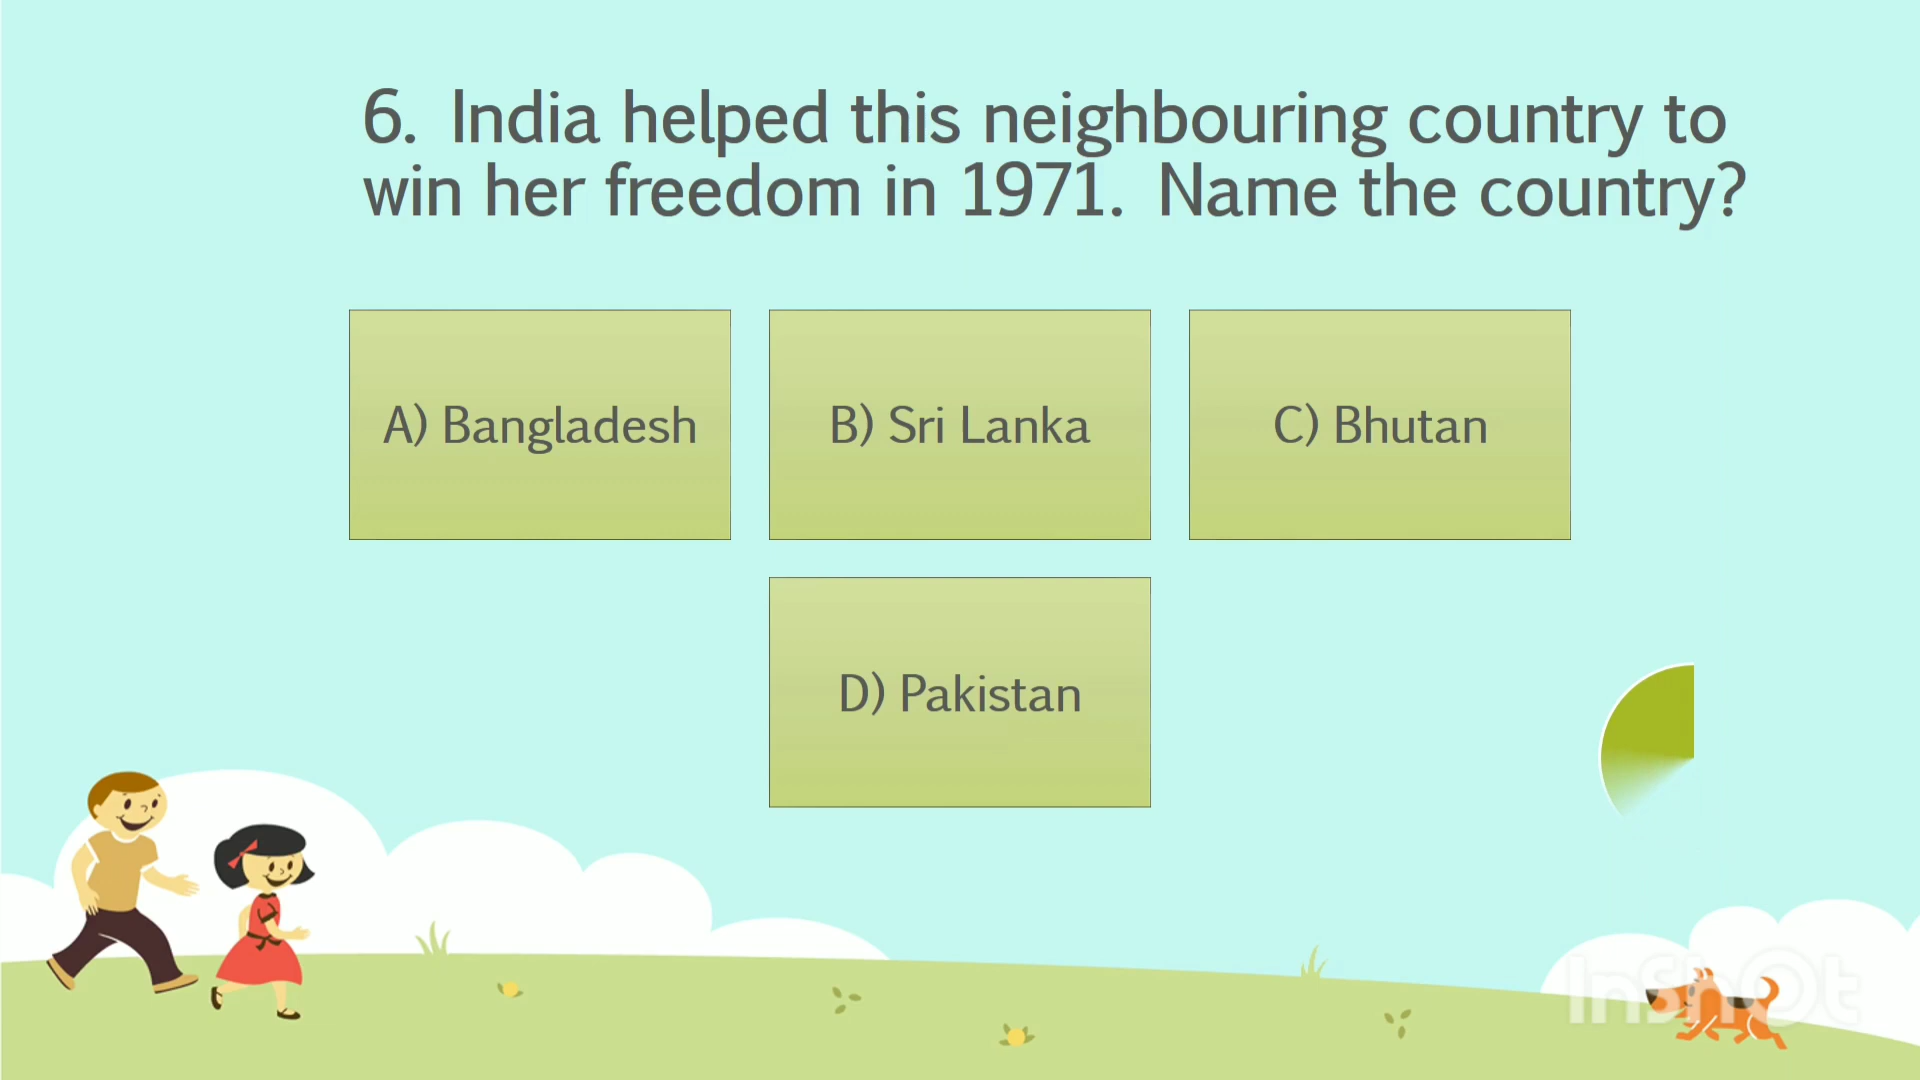 6. India helped this neighbouring country to
win her freedom in 1971. Name the country?
A) Bangladesh
B) Sri Lanka
C) Bhutan
D) Pakistan
InShOt